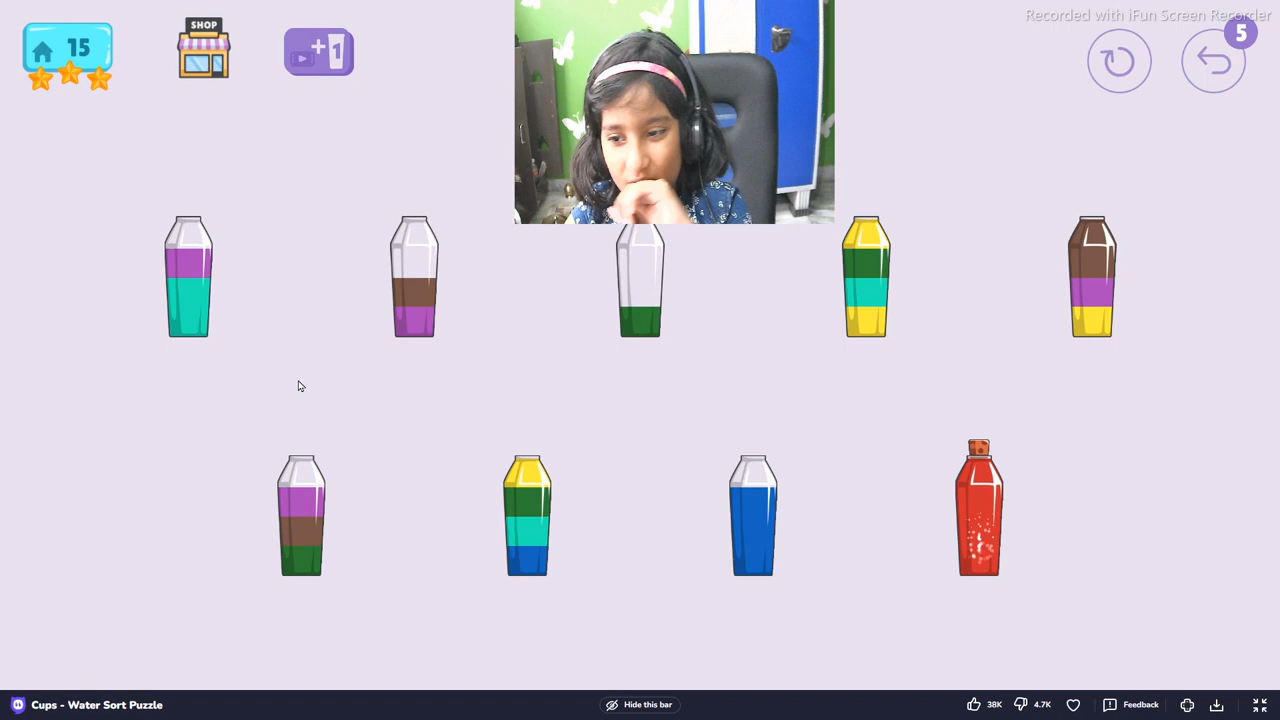 Recorded with iFun Screen Recorder
SHOP
15
+1
5
Cups - Water Sort Puzzle
Hide this bar
38K
4.7K
Feedback